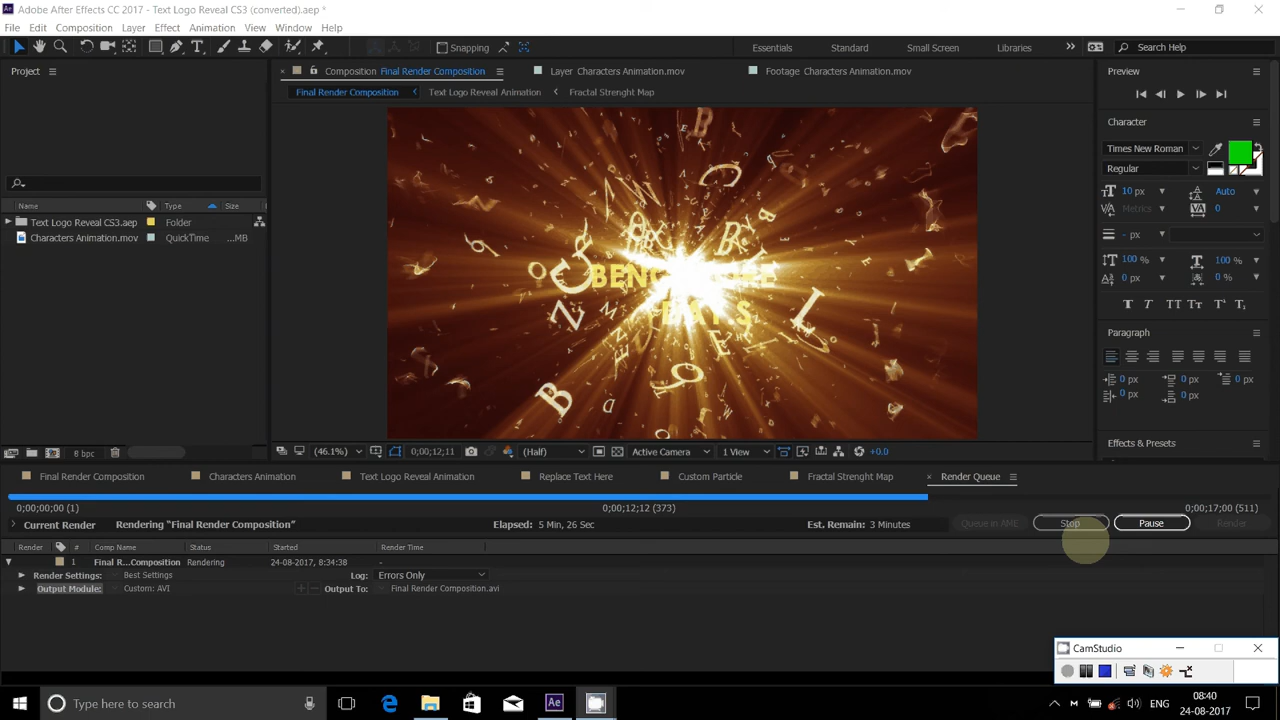 Adobe After Effects CC 2017 - Text Logo Reveal CS3 (converted).aep *
File Edit Composition Layer Effect Animation View Window Help
Snapping
Essentials Standard Small Screen Libraries Search Help
Project
Composition Final Render Composition Layer Characters Animation.mov Footage Characters Animation.mov
Final Render Composition Text Logo Reveal Animation Fractal Strenght Map
Preview
Character
Times New Roman
Regular
10 px Auto
Metrics 0
- px
100 % 100 %
0 px 0 %
Paragraph
0 px 0 px 0 px
0 px 0 px
Effects & Presets
Name Type Size
Text Logo Reveal CS3.aep Folder
Characters Animation.mov QuickTime ...MB
8 bpc
(46.1%) 0;00;12;11 (Half) Active Camera 1 View +0.0
Final Render Composition Characters Animation Text Logo Reveal Animation Replace Text Here Custom Particle Fractal Strenght Map Render Queue
0;00;00;00 (1) 0;00;12;12 (373) 0;00;17;00 (511)
Current Render Rendering "Final Render Composition" Elapsed: 5 Min, 26 Sec Est. Remain: 3 Minutes Queue in AME Stop Pause Render
Render # Comp Name Status Started Render Time
1 Final R...Composition Rendering 24-08-2017, 8:34:38 -
Render Settings: Best Settings Log: Errors Only
Output Module: Custom: AVI Output To: Final Render Composition.avi
CamStudio
Type here to search
ENG
08:40
24-08-2017